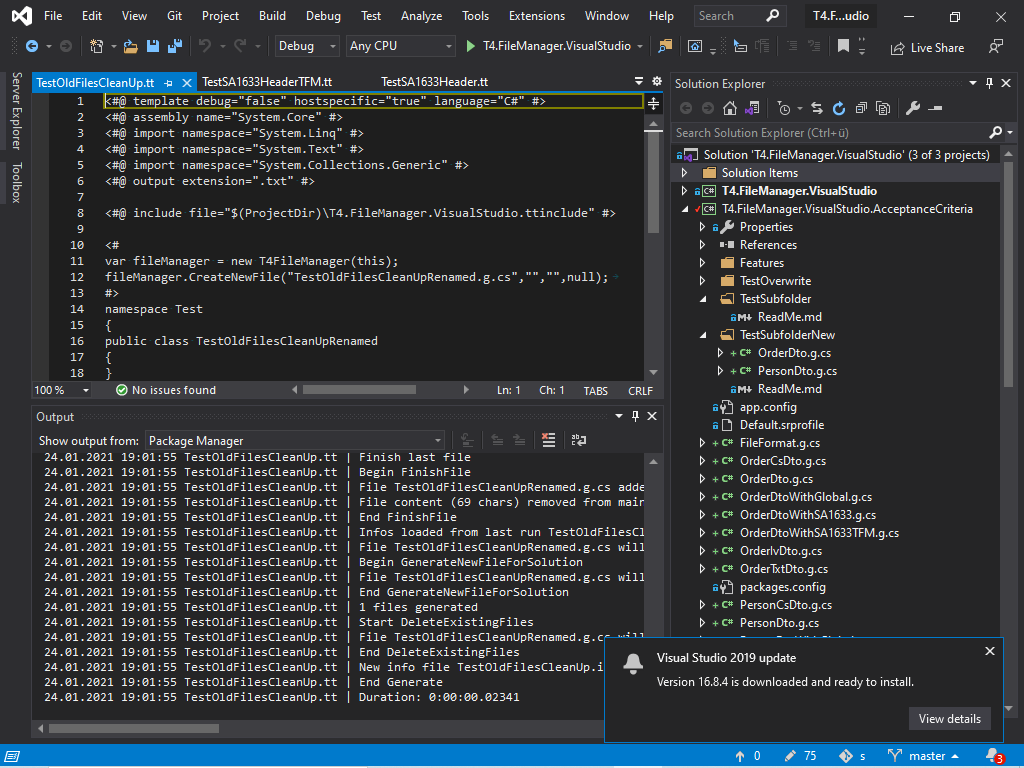 File Edit View Git Project Build Debug Test Analyze Tools Extensions Window Help Search T4.F...udio
Debug Any CPU T4.FileManager.VisualStudio Live Share
Server Explorer
Toolbox
TestOldFilesCleanUp.tt TestSA1633HeaderTFM.tt TestSA1633Header.tt
1 <#@ template debug="false" hostspecific="true" language="C#" #>
2 <#@ assembly name="System.Core" #>
3 <#@ import namespace="System.Linq" #>
4 <#@ import namespace="System.Text" #>
5 <#@ import namespace="System.Collections.Generic" #>
6 <#@ output extension=".txt" #>
7
8 <#@ include file="$(ProjectDir)\T4.FileManager.VisualStudio.ttinclude" #>
9
10 <#
11 var fileManager = new T4FileManager(this);
12 fileManager.CreateNewFile("TestOldFilesCleanUpRenamed.g.cs","","",null);
13 #>
14 namespace Test
15 {
16 public class TestOldFilesCleanUpRenamed
17 {
18 }
100 % No issues found Ln: 1 Ch: 1 TABS CRLF
Output
Show output from: Package Manager
24.01.2021 19:01:55 TestOldFilesCleanUp.tt | Finish last file
24.01.2021 19:01:55 TestOldFilesCleanUp.tt | Begin FinishFile
24.01.2021 19:01:55 TestOldFilesCleanUp.tt | File TestOldFilesCleanUpRenamed.g.cs adde
24.01.2021 19:01:55 TestOldFilesCleanUp.tt | File content (69 chars) removed from main
24.01.2021 19:01:55 TestOldFilesCleanUp.tt | End FinishFile
24.01.2021 19:01:55 TestOldFilesCleanUp.tt | Infos loaded from last run TestOldFilesCl
24.01.2021 19:01:55 TestOldFilesCleanUp.tt | File TestOldFilesCleanUpRenamed.g.cs will
24.01.2021 19:01:55 TestOldFilesCleanUp.tt | Begin GenerateNewFileForSolution
24.01.2021 19:01:55 TestOldFilesCleanUp.tt | File TestOldFilesCleanUpRenamed.g.cs will
24.01.2021 19:01:55 TestOldFilesCleanUp.tt | End GenerateNewFileForSolution
24.01.2021 19:01:55 TestOldFilesCleanUp.tt | 1 files generated
24.01.2021 19:01:55 TestOldFilesCleanUp.tt | Start DeleteExistingFiles
24.01.2021 19:01:55 TestOldFilesCleanUp.tt | File TestOldFilesCleanUpRenamed.g.cs will
24.01.2021 19:01:55 TestOldFilesCleanUp.tt | End DeleteExistingFiles
24.01.2021 19:01:55 TestOldFilesCleanUp.tt | New info file TestOldFilesCleanUp.i
24.01.2021 19:01:55 TestOldFilesCleanUp.tt | End Generate
24.01.2021 19:01:55 TestOldFilesCleanUp.tt | Duration: 0:00:00.02341
Solution Explorer
Search Solution Explorer (Ctrl+ü)
Solution 'T4.FileManager.VisualStudio' (3 of 3 projects)
Solution Items
C# T4.FileManager.VisualStudio
C# T4.FileManager.VisualStudio.AcceptanceCriteria
Properties
References
Features
TestOverwrite
TestSubfolder
M+ ReadMe.md
TestSubfolderNew
+ C# OrderDto.g.cs
+ C# PersonDto.g.cs
M+ ReadMe.md
app.config
Default.srprofile
+ C# FileFormat.g.cs
+ C# OrderCsDto.g.cs
+ C# OrderDto.g.cs
+ C# OrderDtoWithGlobal.g.cs
+ C# OrderDtoWithSA1633.g.cs
+ C# OrderDtoWithSA1633TFM.g.cs
+ C# OrderIvDto.g.cs
+ C# OrderTxtDto.g.cs
packages.config
+ C# PersonCsDto.g.cs
+ C# PersonDto.g.cs
Visual Studio 2019 update
Version 16.8.4 is downloaded and ready to install.
View details
0 75 s master 3